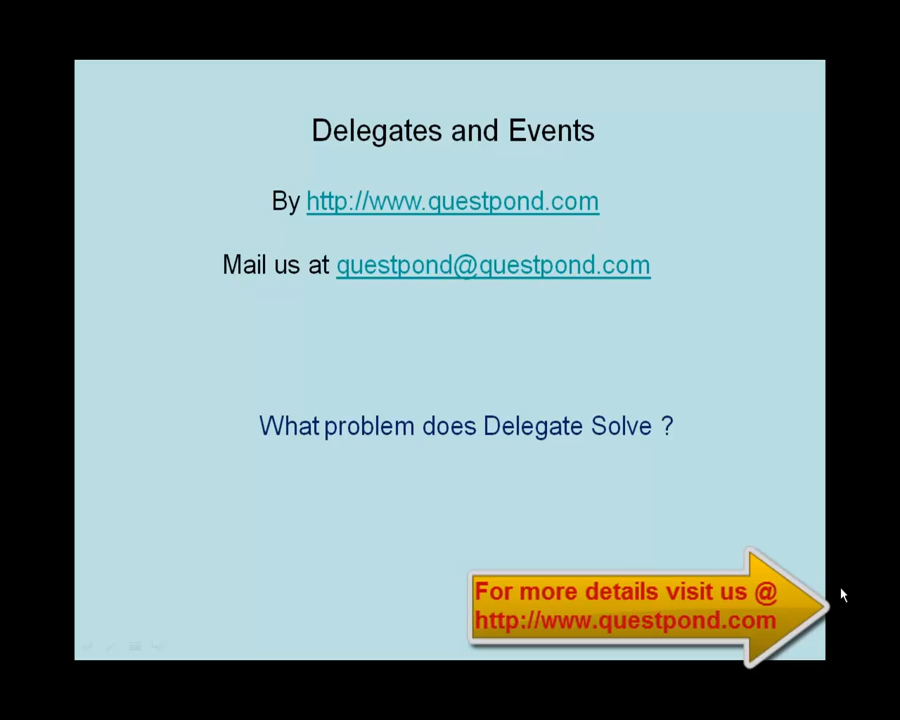 Delegates and Events
By http://www.questpond.com
Mail us at questpond@questpond.com
What problem does Delegate Solve ?
For more details visit us @
http://www.questpond.com